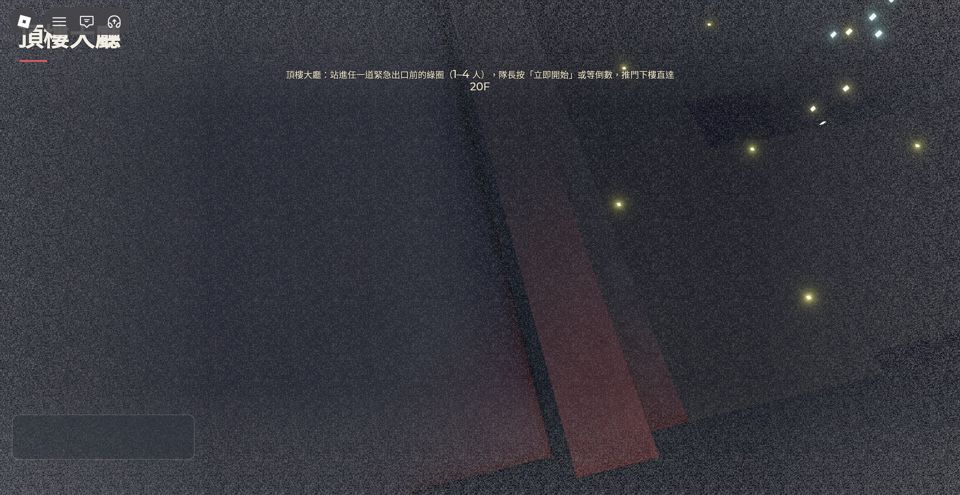 頂樓大廳
頂樓大廳：站進任一道緊急出口前的綠圈（1–4 人），隊長按「立即開始」或等倒數，推門下樓直達
20F